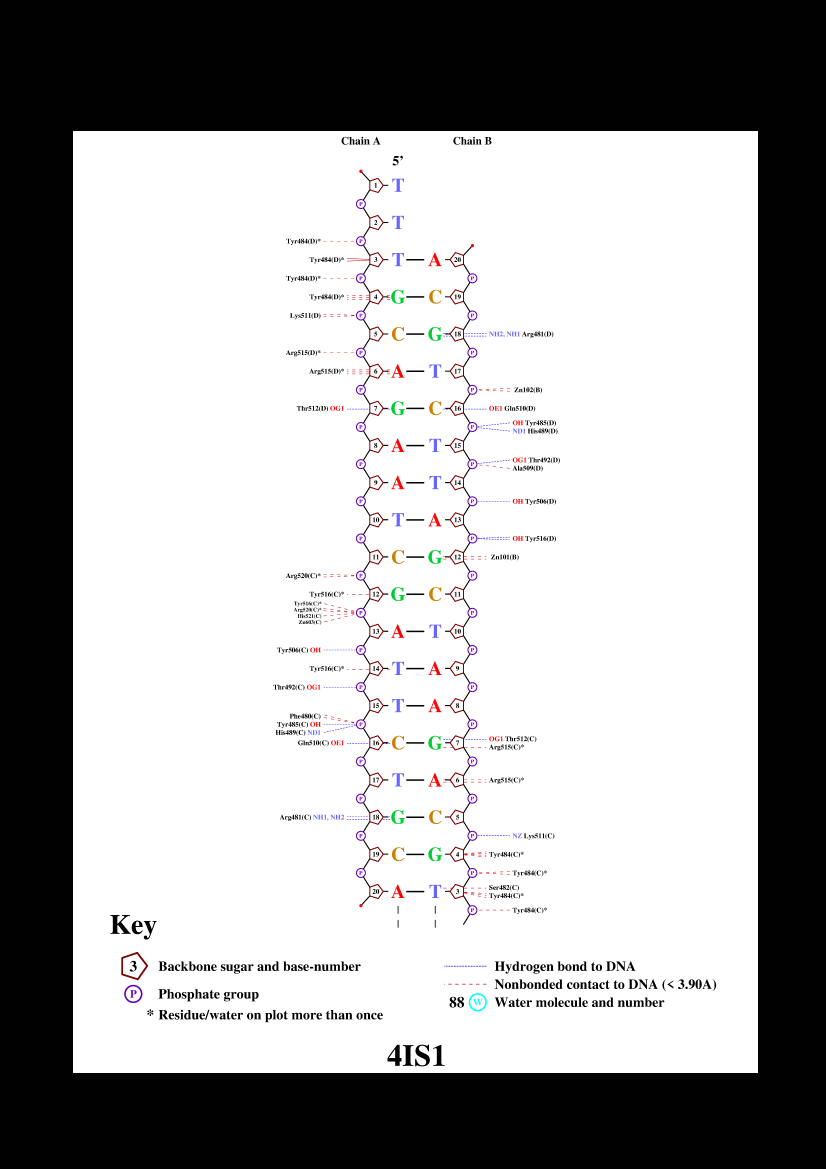 Chain A Chain B
5’
1 T
P
2 T
Tyr484(D)* P
Tyr484(D)* 3 T A 20
Tyr484(D)* P P
Tyr484(D)* 4 G C 19
Lys511(D) P P
5 C G 18 NH2, NH1 Arg481(D)
Arg515(D)* P P
Arg515(D)* 6 A T 17
P P Zn102(B)
Thr512(D) OG1 7 G C 16 OE1 Gln510(D)
P P OH Tyr485(D)
ND1 His489(D)
8 A T 15
P P OG1 Thr492(D)
Ala509(D)
9 A T 14
P P OH Tyr506(D)
10 T A 13
P P OH Tyr516(D)
11 C G 12 Zn101(B)
Arg520(C)* P P
Tyr516(C)* 12 G C 11
Tyr516(C)*
Arg520(C)* P P
His521(C)
Zn603(C)
13 A T 10
Tyr506(C) OH P P
Tyr516(C)* 14 T A 9
Thr492(C) OG1 P P
15 T A 8
Phe480(C)
Tyr485(C) OH P P
His489(C) ND1
Gln510(C) OE1 16 C G 7 OG1 Thr512(C)
Arg515(C)*
P P
17 T A 6 Arg515(C)*
P P
Arg481(C) NH1, NH2 18 G C 5
P P NZ Lys511(C)
19 C G 4 Tyr484(C)*
P P Tyr484(C)*
20 A T 3 Ser482(C)
Tyr484(C)*
P Tyr484(C)*
Key
3 Backbone sugar and base-number
P Phosphate group
* Residue/water on plot more than once
Hydrogen bond to DNA
Nonbonded contact to DNA (< 3.90A)
88 W Water molecule and number
4IS1